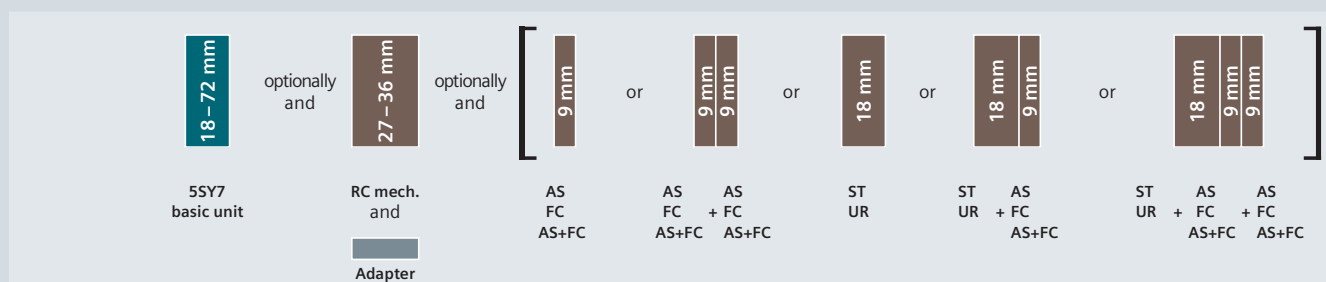 18–72 mm
optionally
and
27–36 mm
optionally
and
9 mm
or
9 mm
9 mm
or
18 mm
or
18 mm
9 mm
or
18 mm
9 mm
9 mm
5SY7
basic unit
RC mech.
and
Adapter
AS
FC
AS+FC
AS AS
FC + FC
AS+FC AS+FC
ST
UR
ST AS
UR + FC
AS+FC
ST AS AS
UR + FC + FC
AS+FC AS+FC